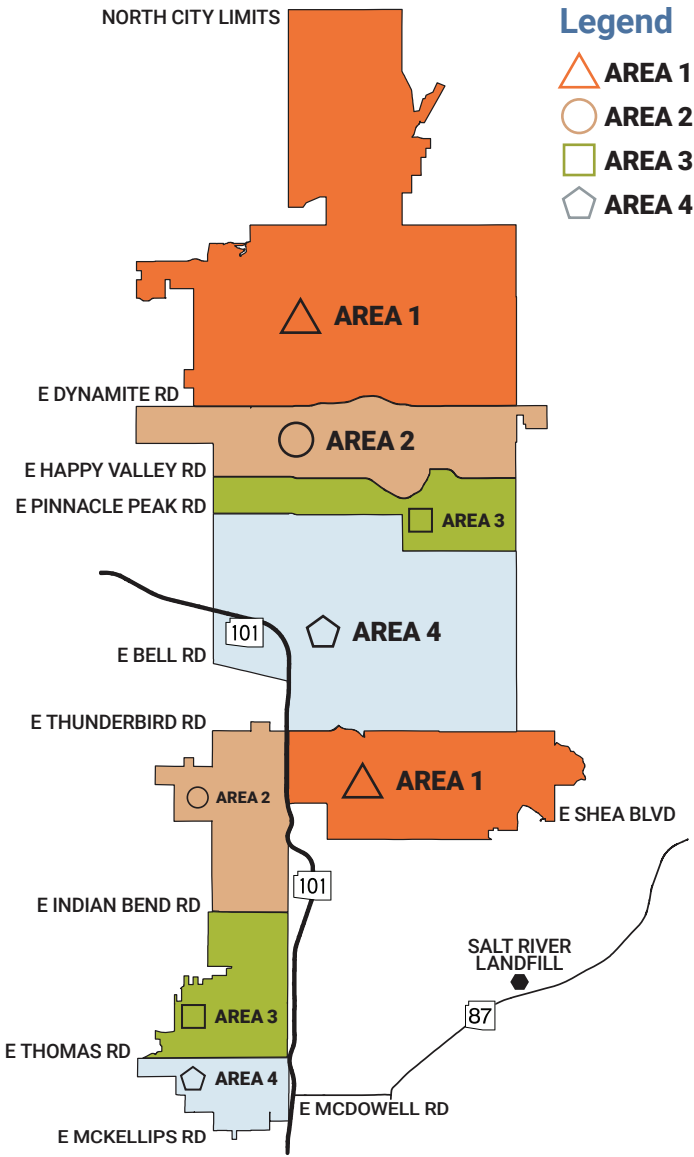 NORTH CITY LIMITS
Legend
AREA 1
AREA 2
AREA 3
AREA 4
AREA 1
E DYNAMITE RD
AREA 2
E HAPPY VALLEY RD
E PINNACLE PEAK RD
AREA 3
101
AREA 4
E BELL RD
E THUNDERBIRD RD
AREA 1
AREA 2
E SHEA BLVD
101
E INDIAN BEND RD
SALT RIVER
LANDFILL
87
AREA 3
E THOMAS RD
AREA 4
E MCDOWELL RD
E MCKELLIPS RD